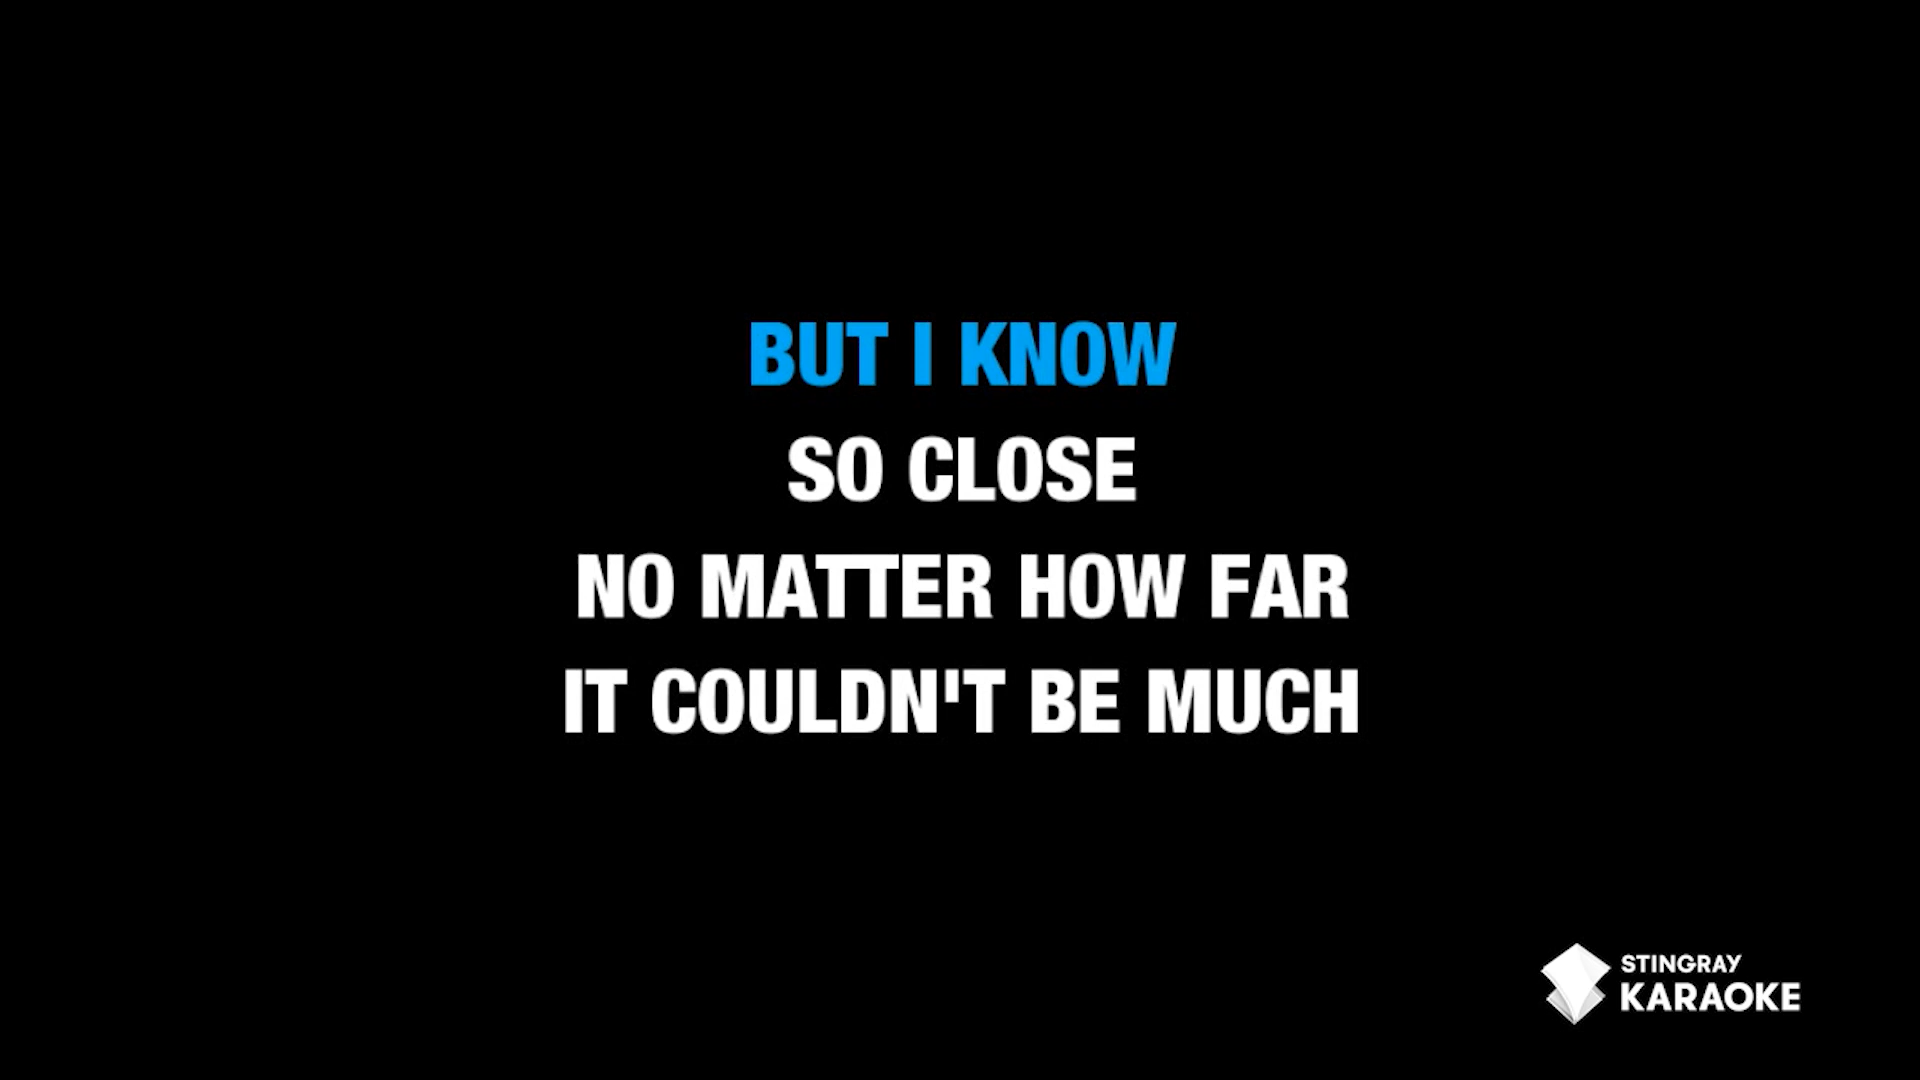 BUT I KNOW
SO CLOSE
NO MATTER HOW FAR
IT COULDN'T BE MUCH
STINGRAY
KARAOKE